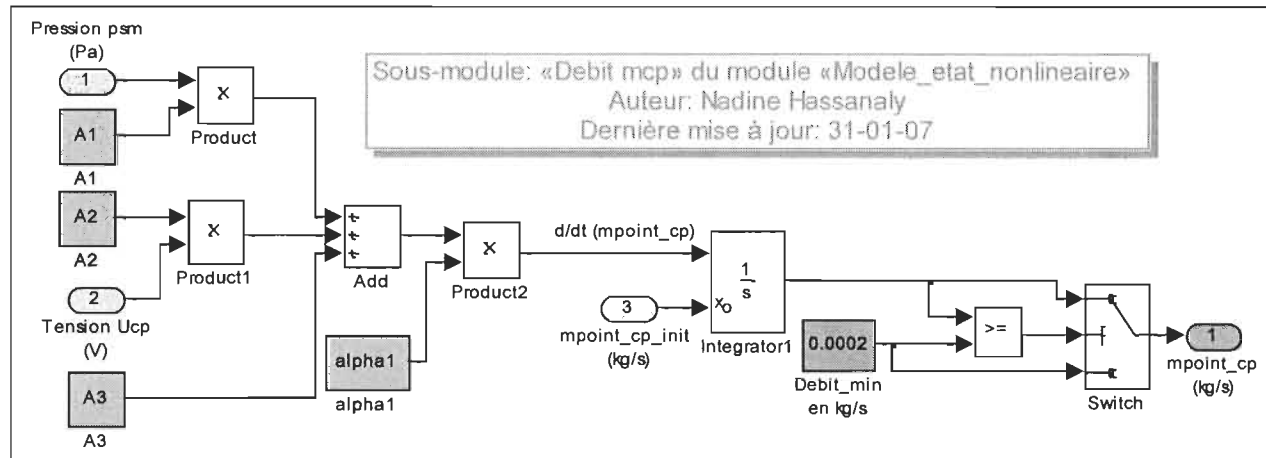 Pression psm
(Pa)
1
x
Product
A1
A1
Sous-module: «Debit mcp» du module «Modele_etat_nonlineaire»
Auteur: Nadine Hassanaly
Dernière mise à jour: 31-01-07
A2
A2
x
Product1
2
Tension Ucp
(V)
A3
A3
+
+
+
Add
x
Product2
alpha1
alpha1
d/dt (mpoint_cp)
3
mpoint_cp_init
(kg/s)
1
s
xo
Integrator1
0.0002
Debit_min
en kg/s
>=
Switch
1
mpoint_cp
(kg/s)